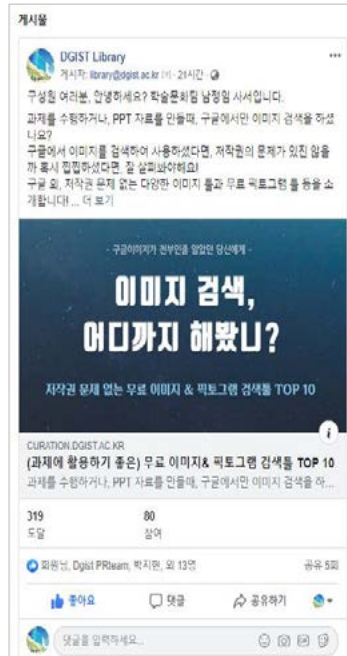 게시물
DGIST Library
게시자: library@dgist.ac.kr [?] · 21시간 ·
구성원 여러분, 안녕하세요? 학술문화팀 남정임 사서입니다.
과제를 수행하거나, PPT 자료를 만들때, 구글에서만 이미지 검색을 하셨
나요?
구글에서 이미지를 검색하여 사용하셨다면, 저작권의 문제가 있진 않을
까 혹시 찝찝하셨다면, 잘 살펴봐야해요!
구글 외, 저작권 문제 없는 다양한 이미지 툴과 무료 픽토그램 툴 등을 소
개합니다! ... 더 보기
- 구글이미지가 전부인줄 알았던 당신에게 -
이미지 검색,
어디까지 해봤니?
저작권 문제 없는 무료 이미지 & 픽토그램 검색툴 TOP 10
CURATION.DGIST.AC.KR
(과제에 활용하기 좋은) 무료 이미지& 픽토그램 검색툴 TOP 10
과제를 수행하거나, PPT 자료를 만들때, 구글에서만 이미지 검색을 하...
319 80
도달 참여
회원님, Dgist PRteam, 박지현, 외 13명 공유 5회
좋아요 댓글 공유하기
댓글을 입력하세요...